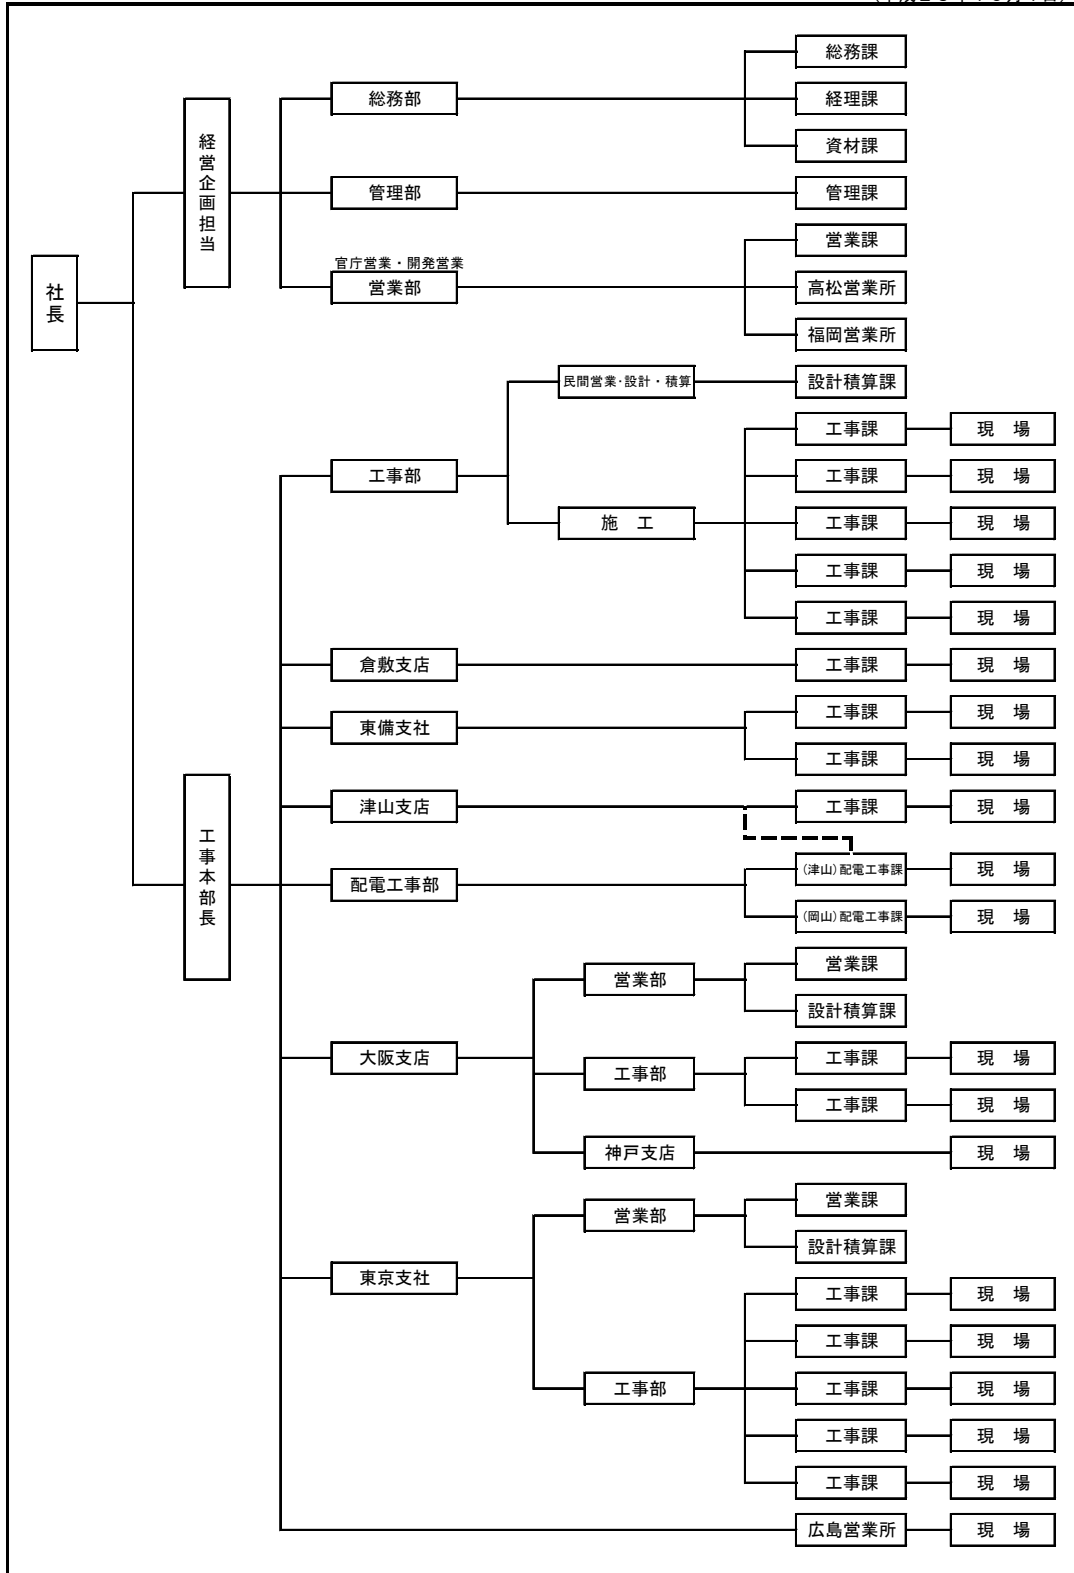 総務課
総務部
経理課
資材課
経営企画担当
管理部
管理課
営業課
官庁営業・開発営業
営業部
高松営業所
福岡営業所
社長
民間営業・設計・積算
設計積算課
工事部
工事課 現　場
工事課 現　場
施　工
工事課 現　場
工事課 現　場
工事課 現　場
倉敷支店
工事課 現　場
東備支社
工事課 現　場
工事課 現　場
津山支店
工事課 現　場
工事本部長
配電工事部
(津山)配電工事課 現　場
(岡山)配電工事課 現　場
大阪支店
営業部
営業課
設計積算課
工事部
工事課 現　場
工事課 現　場
神戸支店 現　場
東京支社
営業部
営業課
設計積算課
工事部
工事課 現　場
工事課 現　場
工事課 現　場
工事課 現　場
工事課 現　場
広島営業所 現　場